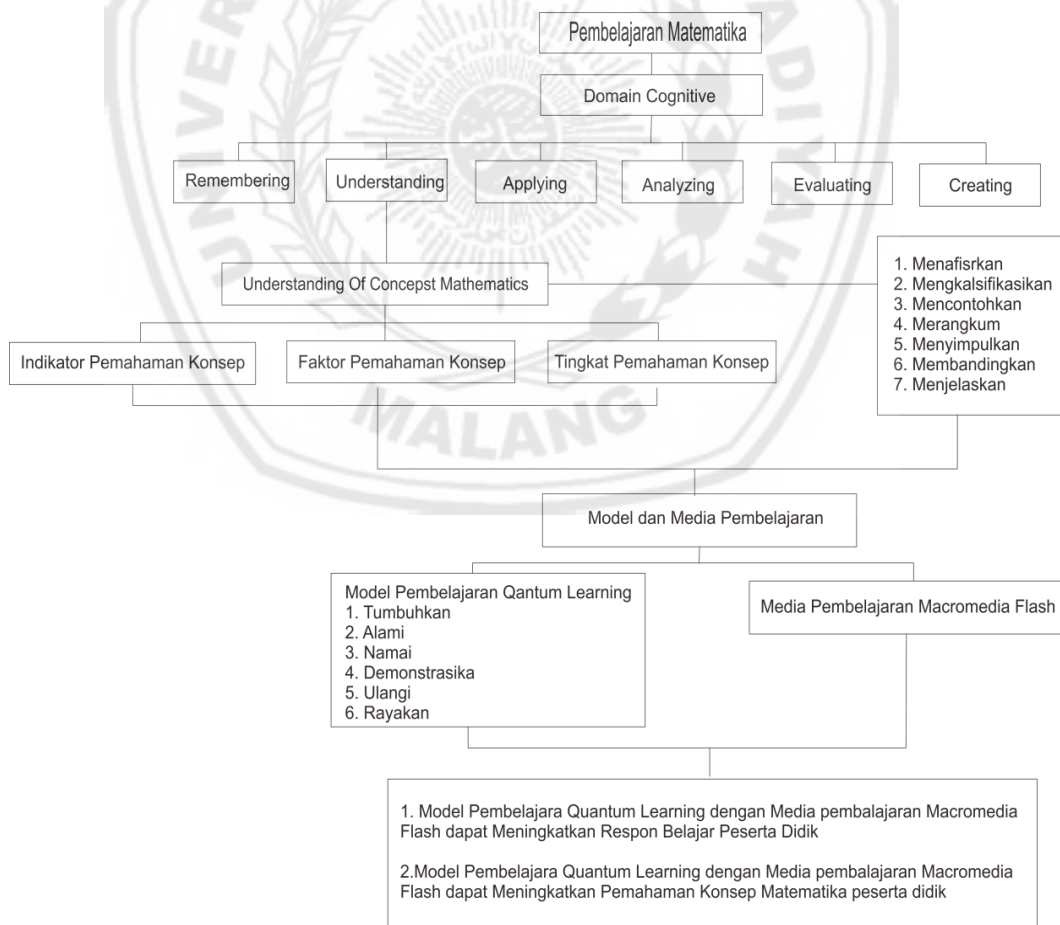 Pembelajaran Matematika
Domain Cognitive
Remembering
Understanding
Applying
Analyzing
Evaluating
Creating
Understanding Of Concepst Mathematics
1. Menafisrkan
2. Mengkalsifikasikan
3. Mencontohkan
4. Merangkum
5. Menyimpulkan
6. Membandingkan
7. Menjelaskan
Indikator Pemahaman Konsep
Faktor Pemahaman Konsep
Tingkat Pemahaman Konsep
MALANG
Model dan Media Pembelajaran
Model Pembelajaran Qantum Learning
1. Tumbuhkan
2. Alami
3. Namai
4. Demonstrasika
5. Ulangi
6. Rayakan
Media Pembelajaran Macromedia Flash
1. Model Pembelajara Quantum Learning dengan Media pembalajaran Macromedia
Flash dapat Meningkatkan Respon Belajar Peserta Didik
2.Model Pembelajara Quantum Learning dengan Media pembalajaran Macromedia
Flash dapat Meningkatkan Pemahaman Konsep Matematika peserta didik